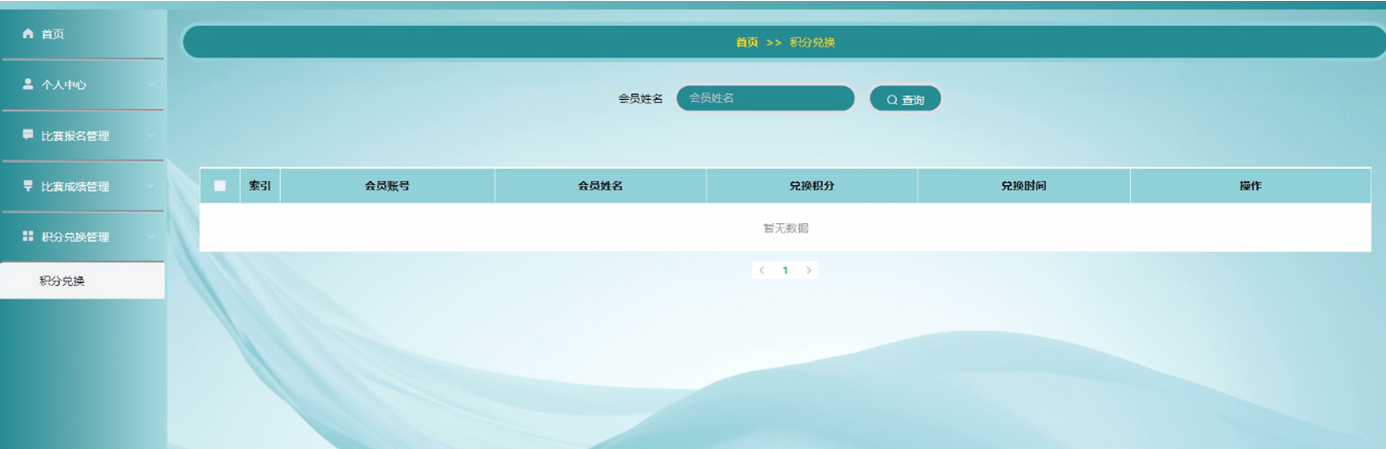 首页
个人中心
比赛报名管理
比赛成绩管理
积分兑换管理
积分兑换
首页 >> 积分兑换
会员姓名 会员姓名 查询
索引 会员账号 会员姓名 兑换积分 兑换时间 操作
暂无数据
< 1 >